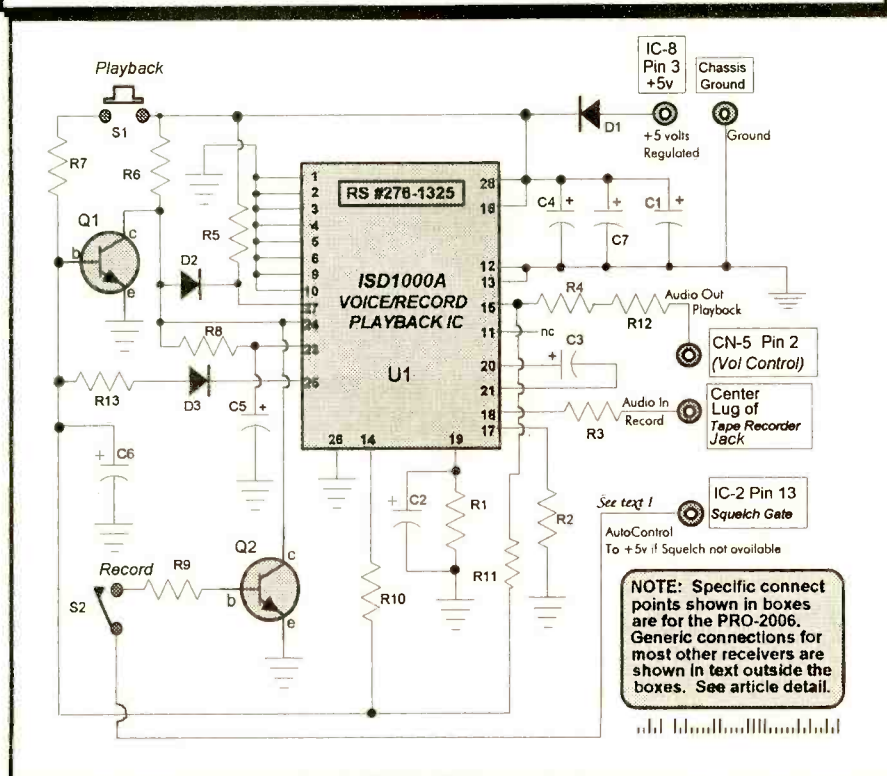 Playback
S1
R7
R6
Q1
b
c
e
D2
R5
R8
R13
D3
C5
+
+
C6
Record
S2
R9
Q2
b
c
e
RS #276-1325
ISD1000A
VOICE/RECORD
PLAYBACK IC
U1
1
2
3
4
5
6
9
10
27
24
23
25
26
14
19
28
16
12
13
15
11
20
21
18
17
nc
D1
IC-8
Pin 3
+5v
Chassis
Ground
+5 volts
Regulated
Ground
C4
+
+
C7
C1
+
R4
R12
Audio Out
Playback
CN-5 Pin 2
(Vol Control)
C3
+
Audio In
Record
R3
Center
Lug of
Tape Recorder
Jack
+
C2
R1
R2
R10
R11
See text !
IC-2 Pin 13
Squelch Gate
AutoControl
To +5v if Squelch not available
NOTE: Specific connect
points shown in boxes
are for the PRO-2006.
Generic connections for
most other receivers are
shown in text outside the
boxes. See article detail.